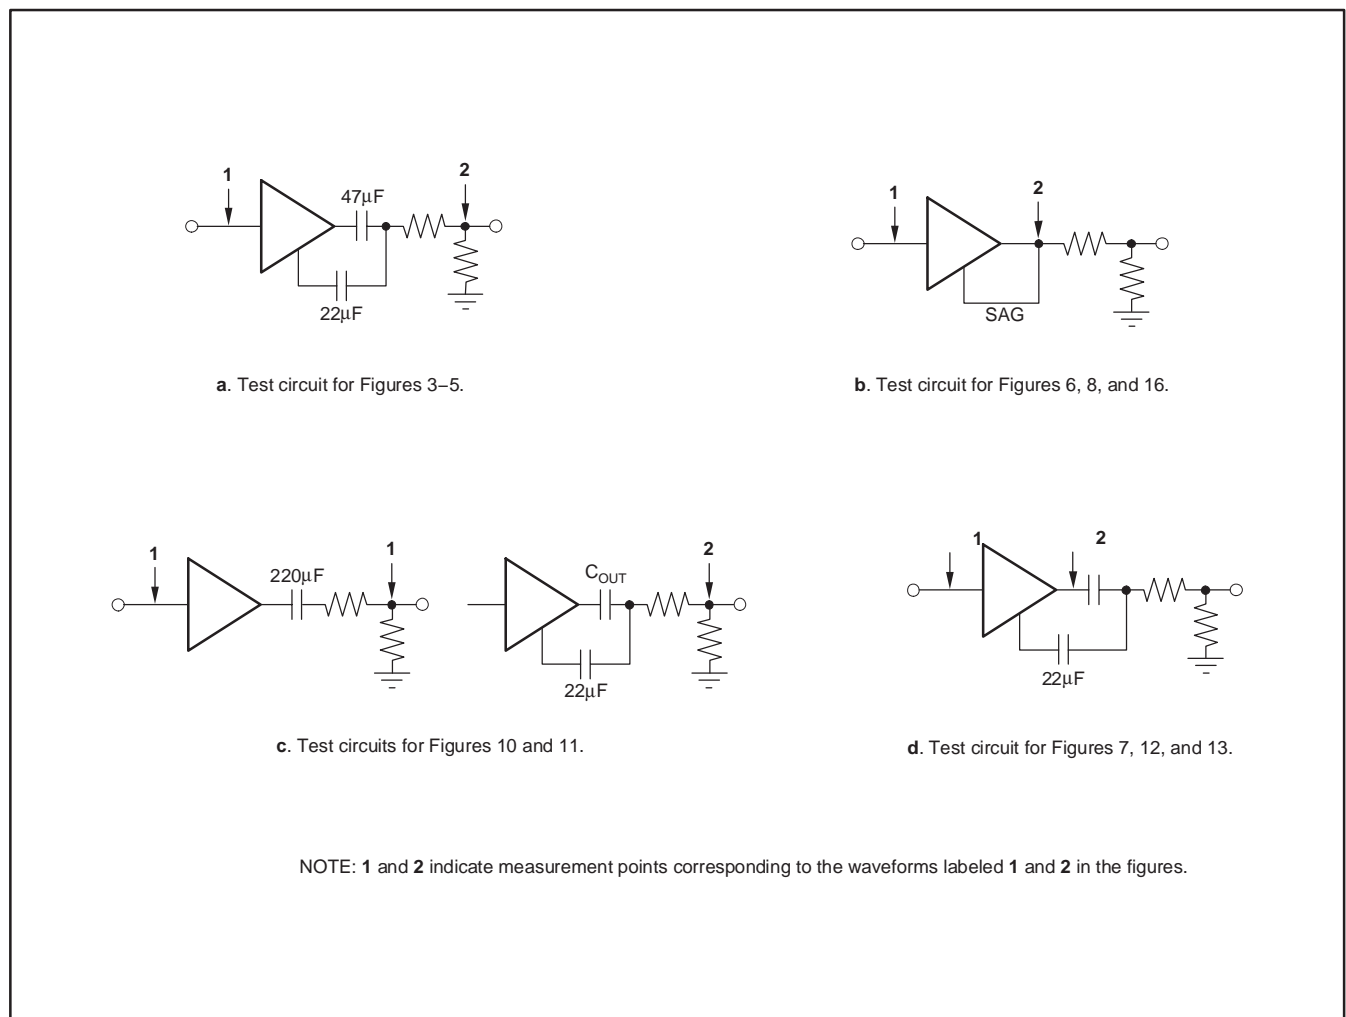 1
2
47μF
22μF
a. Test circuit for Figures 3–5.
1
2
SAG
b. Test circuit for Figures 6, 8, and 16.
1
220μF
1
COUT
2
22μF
c. Test circuits for Figures 10 and 11.
1
2
22μF
d. Test circuit for Figures 7, 12, and 13.
NOTE: 1 and 2 indicate measurement points corresponding to the waveforms labeled 1 and 2 in the figures.